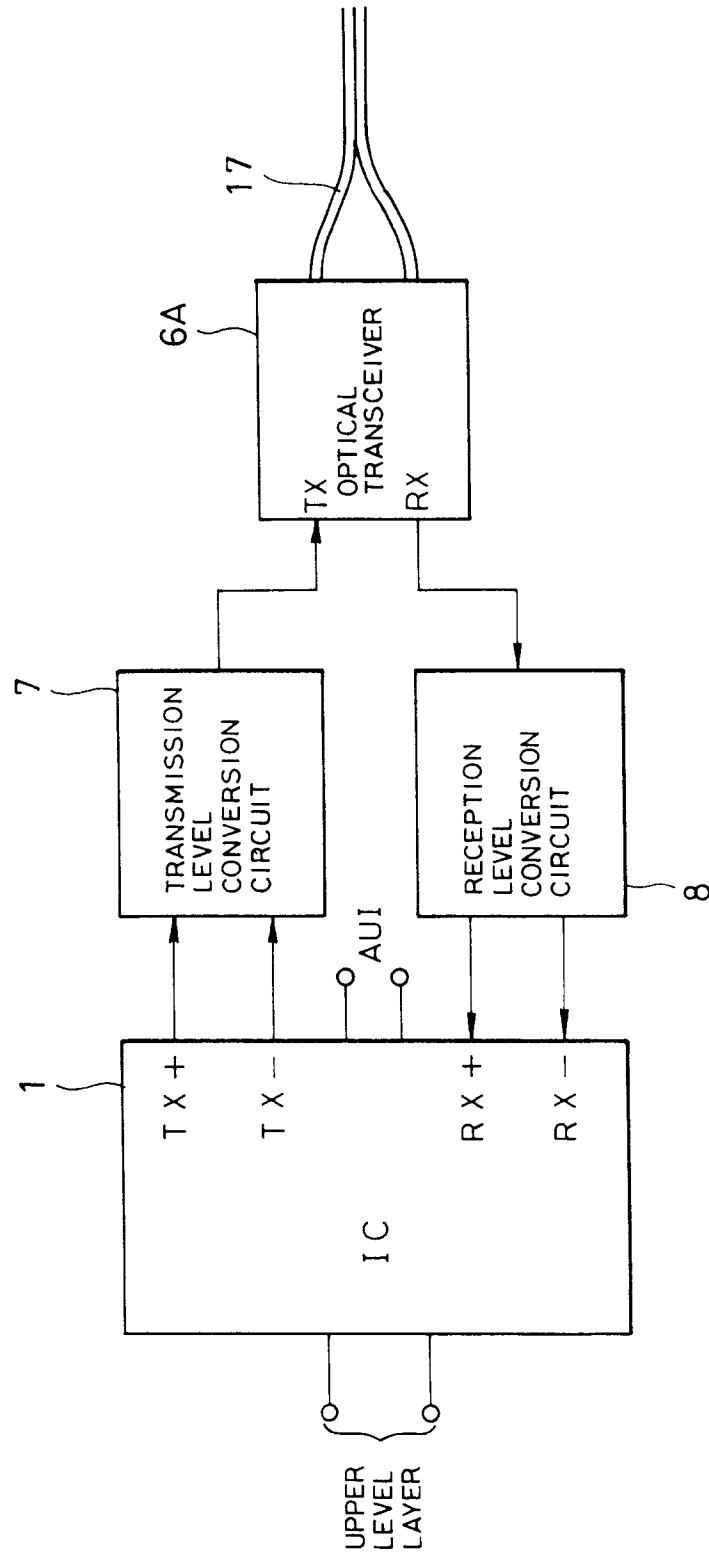 UPPER
LEVEL
LAYER
1
IC
TX+
TX-
AUI
RX+
RX-
7
TRANSMISSION
LEVEL
CONVERSION
CIRCUIT
RECEPTION
LEVEL
CONVERSION
CIRCUIT
8
6A
TX
OPTICAL
TRANSCEIVER
RX
17